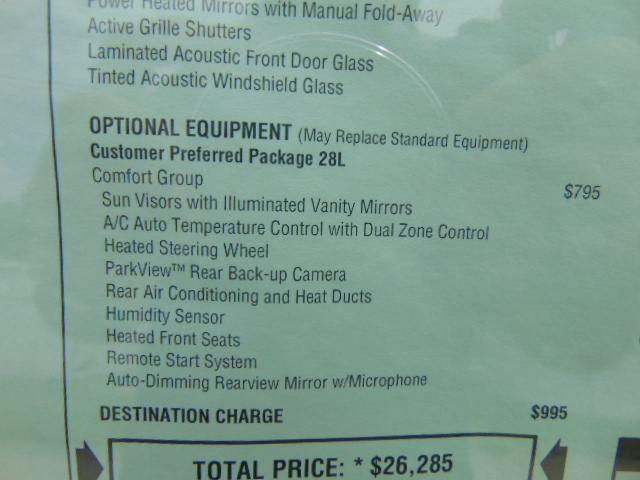 Power Heated Mirrors with Manual Fold-Away
Active Grille Shutters
Laminated Acoustic Front Door Glass
Tinted Acoustic Windshield Glass
OPTIONAL EQUIPMENT (May Replace Standard Equipment)
Customer Preferred Package 28L
Comfort Group $795
Sun Visors with Illuminated Vanity Mirrors
A/C Auto Temperature Control with Dual Zone Control
Heated Steering Wheel
ParkView™ Rear Back-up Camera
Rear Air Conditioning and Heat Ducts
Humidity Sensor
Heated Front Seats
Remote Start System
Auto-Dimming Rearview Mirror w/Microphone
DESTINATION CHARGE $995
TOTAL PRICE: * $26,285